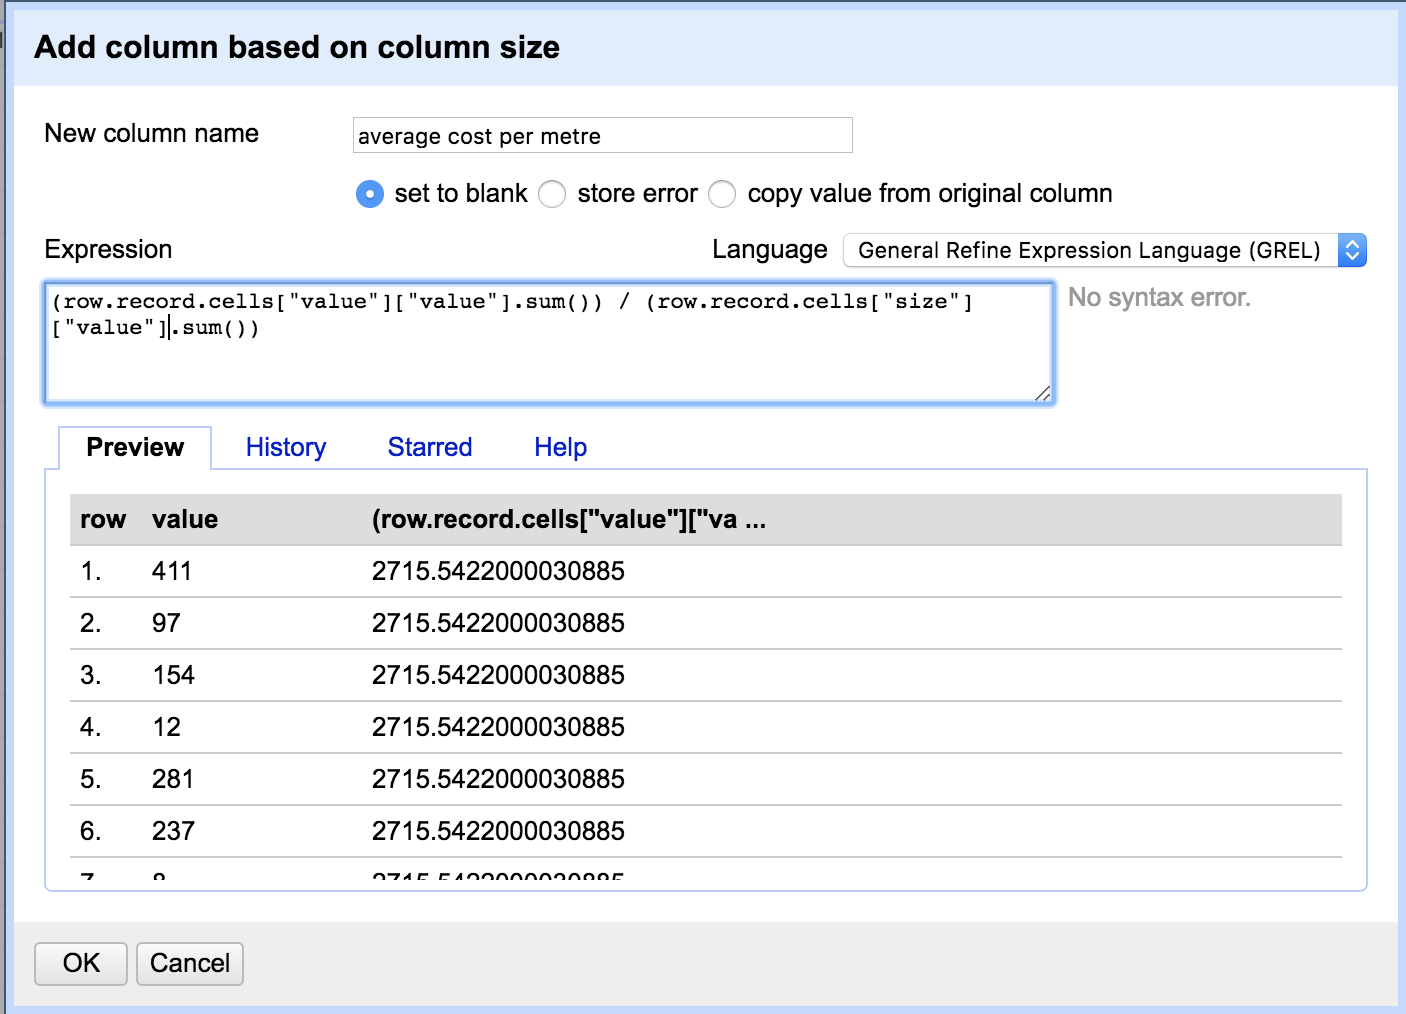 Add column based on column size
New column name
average cost per metre
set to blank store error copy value from original column
Expression
Language General Refine Expression Language (GREL)
(row.record.cells["value"]["value"].sum()) / (row.record.cells["size"]
["value"].sum())
No syntax error.
Preview History Starred Help
row value (row.record.cells["value"]["va ...
1. 411 2715.5422000030885
2. 97 2715.5422000030885
3. 154 2715.5422000030885
4. 12 2715.5422000030885
5. 281 2715.5422000030885
6. 237 2715.5422000030885
7. 8 2715.5422000030885
OK Cancel